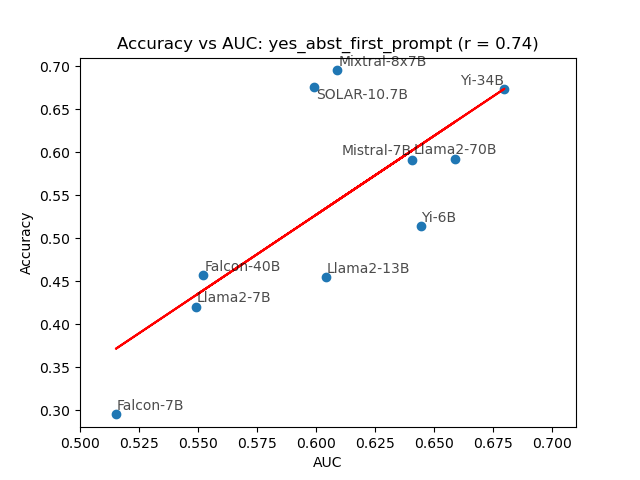 Accuracy vs AUC: yes_abst_first_prompt (r = 0.74)
Mixtral-8x7B
Yi-34B
SOLAR-10.7B
Mistral-7B
Llama2-70B
Yi-6B
Falcon-40B
Llama2-13B
Llama2-7B
Falcon-7B
0.70
0.65
0.60
0.55
0.50
0.45
0.40
0.35
0.30
Accuracy
0.500 0.525 0.550 0.575 0.600 0.625 0.650 0.675 0.700
AUC